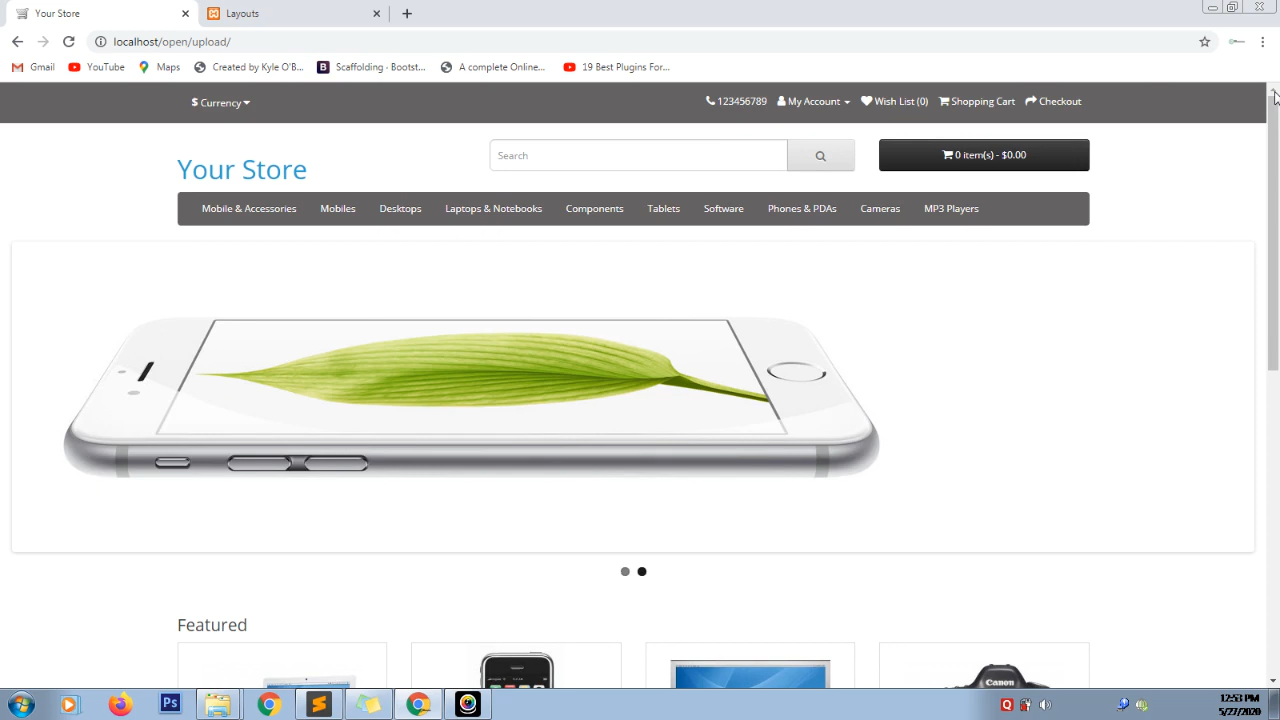 Your Store
Layouts
localhost/open/upload/
Gmail
YouTube
Maps
Created by Kyle O'B...
B
Scaffolding - Bootst...
A complete Online...
19 Best Plugins For...
$ Currency
123456789
My Account
Wish List (0)
Shopping Cart
Checkout
Your Store
Search
0 item(s) - $0.00
Mobile & Accessories
Mobiles
Desktops
Laptops & Notebooks
Components
Tablets
Software
Phones & PDAs
Cameras
MP3 Players
Featured
Canon
Ps
Q
12:53 PM
5/27/2020